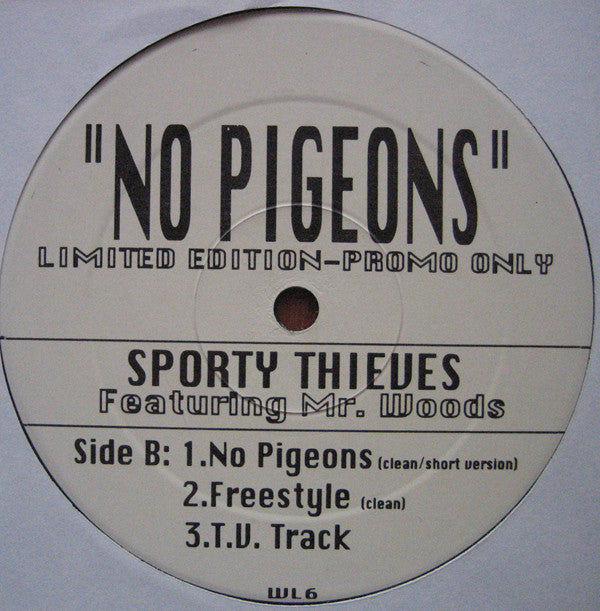 "NO PIGEONS"
LIMITED EDITION-PROMO ONLY
SPORTY THIEVES
Featuring Mr. Woods
Side B: 1.No Pigeons (clean/short version)
2.Freestyle (clean)
3.T.V. Track
WL6